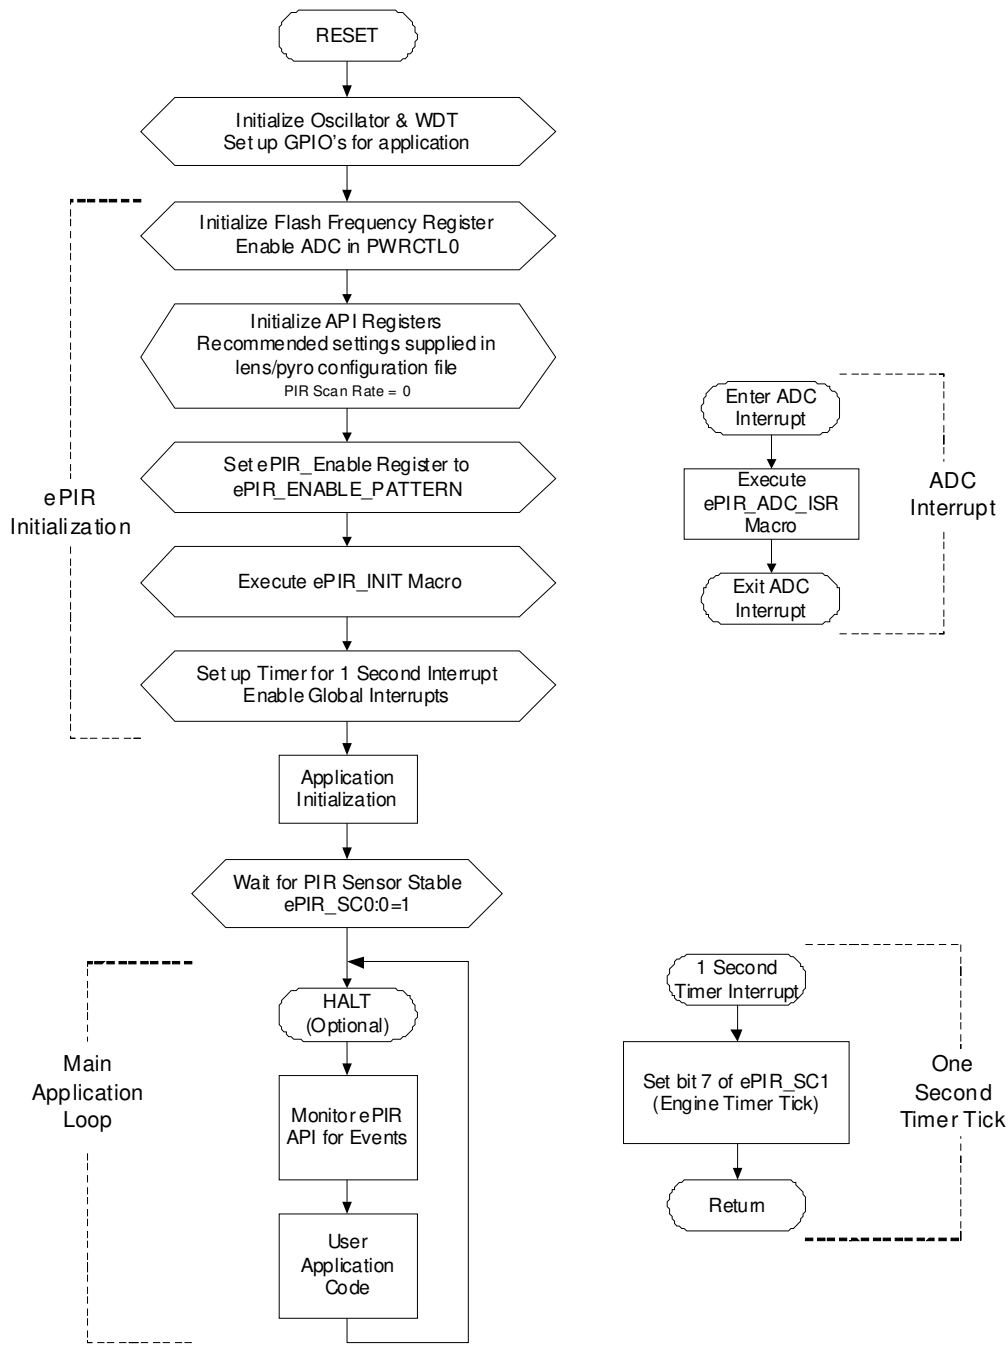 RESET
Initialize Oscillator & WDT
Set up GPIO's for application
Initialize Flash Frequency Register
Enable ADC in PWRCTL0
Initialize API Registers
Recommended settings supplied in
lens/pyro configuration file
PIR Scan Rate = 0
Set ePIR_Enable Register to
ePIR_ENABLE_PATTERN
Execute ePIR_INIT Macro
Set up Timer for 1 Second Interrupt
Enable Global Interrupts
ePIR
Initialization
Application
Initialization
Wait for PIR Sensor Stable
ePIR_SC0:0=1
HALT
(Optional)
Monitor ePIR
API for Events
User
Application
Code
Main
Application
Loop
Enter ADC
Interrupt
Execute
ePIR_ADC_ISR
Macro
Exit ADC
Interrupt
ADC
Interrupt
1 Second
Timer Interrupt
Set bit 7 of ePIR_SC1
(Engine Timer Tick)
Return
One
Second
Timer Tick